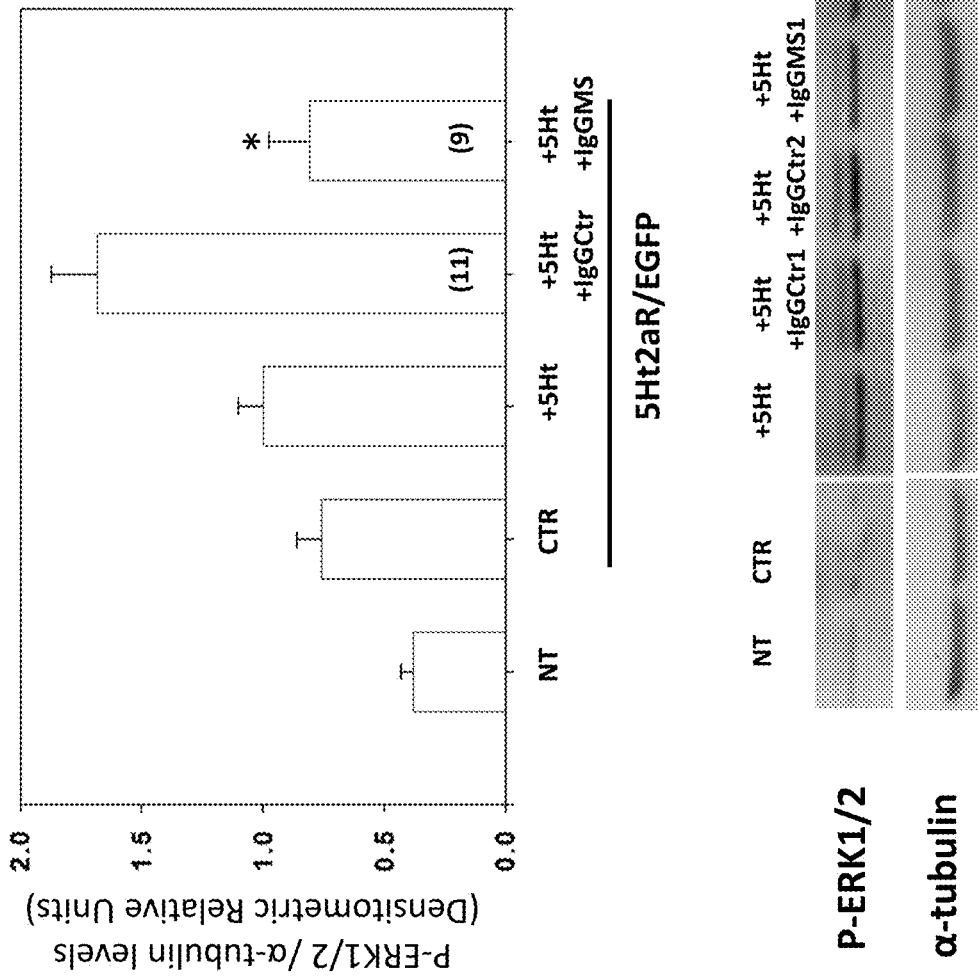 P-ERK1/2 / α-tubulin levels
(Densitometric Relative Units)
2.0
1.5
1.0
0.5
0.0
*
(11)
(9)
NT
CTR
+5Ht
+5Ht
+IgGCtr
+5Ht
+IgGMS
5Ht2aR/EGFP
NT
CTR
+5Ht
+5Ht
+IgGCtr1
+5Ht
+IgGCtr2
+5Ht
+IgGMS1
P-ERK1/2
α-tubulin